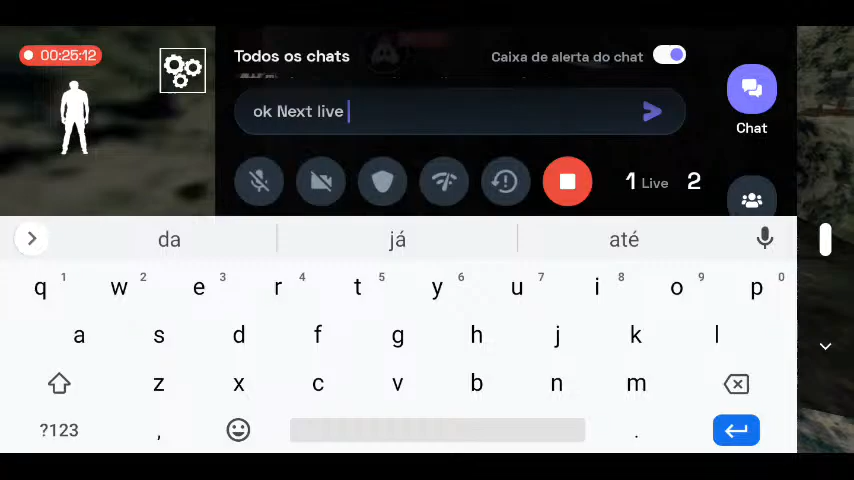 00:25:12
Todos os chats
Caixa de alerta do chat
ok Next live
Chat
1 Live 2
da já até
q 1 w 2 e 3 r 4 t 5 y 6 u 7 i 8 o 9 p 0
a s d f g h j k l
z x c v b n m
?123 , .